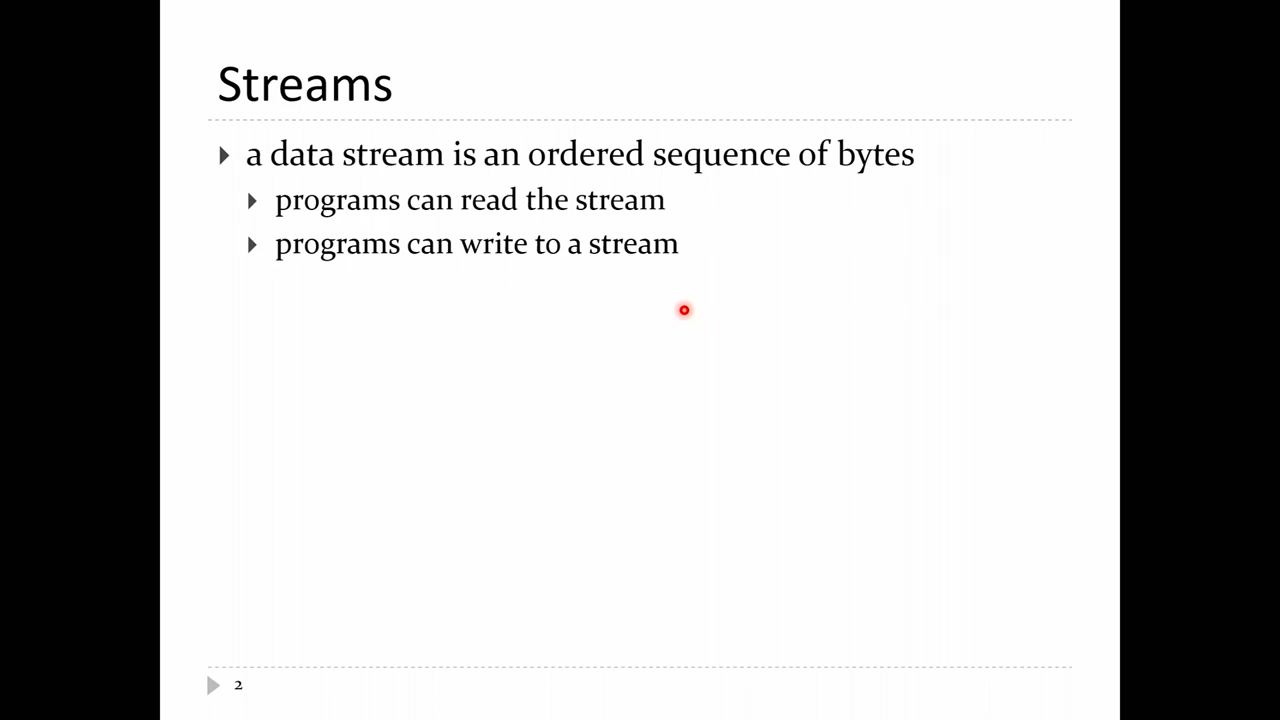 Streams
a data stream is an ordered sequence of bytes
programs can read the stream
programs can write to a stream
2